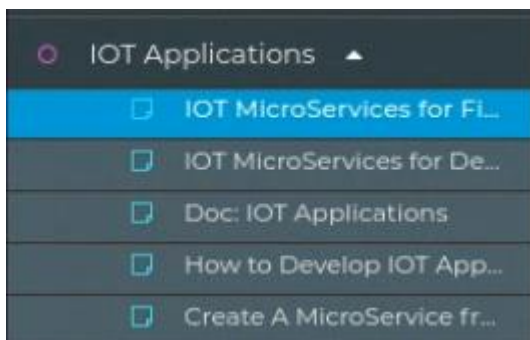 IOT Applications
IOT MicroServices for Fi...
IOT MicroServices for De...
Doc: IOT Applications
How to Develop IOT App...
Create A MicroService fr...